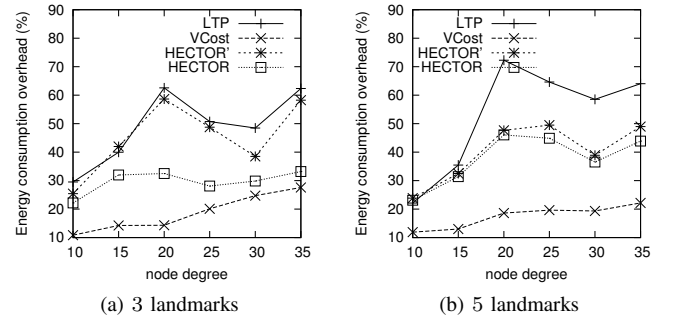 Energy consumption overhead (%)
90
80
70
60
50
40
30
20
10
10 15 20 25 30 35
node degree
LTP
VCost
HECTOR'
HECTOR
(a) 3 landmarks
Energy consumption overhead (%)
90
80
70
60
50
40
30
20
10
10 15 20 25 30 35
node degree
LTP
VCost
HECTOR'
HECTOR
(b) 5 landmarks